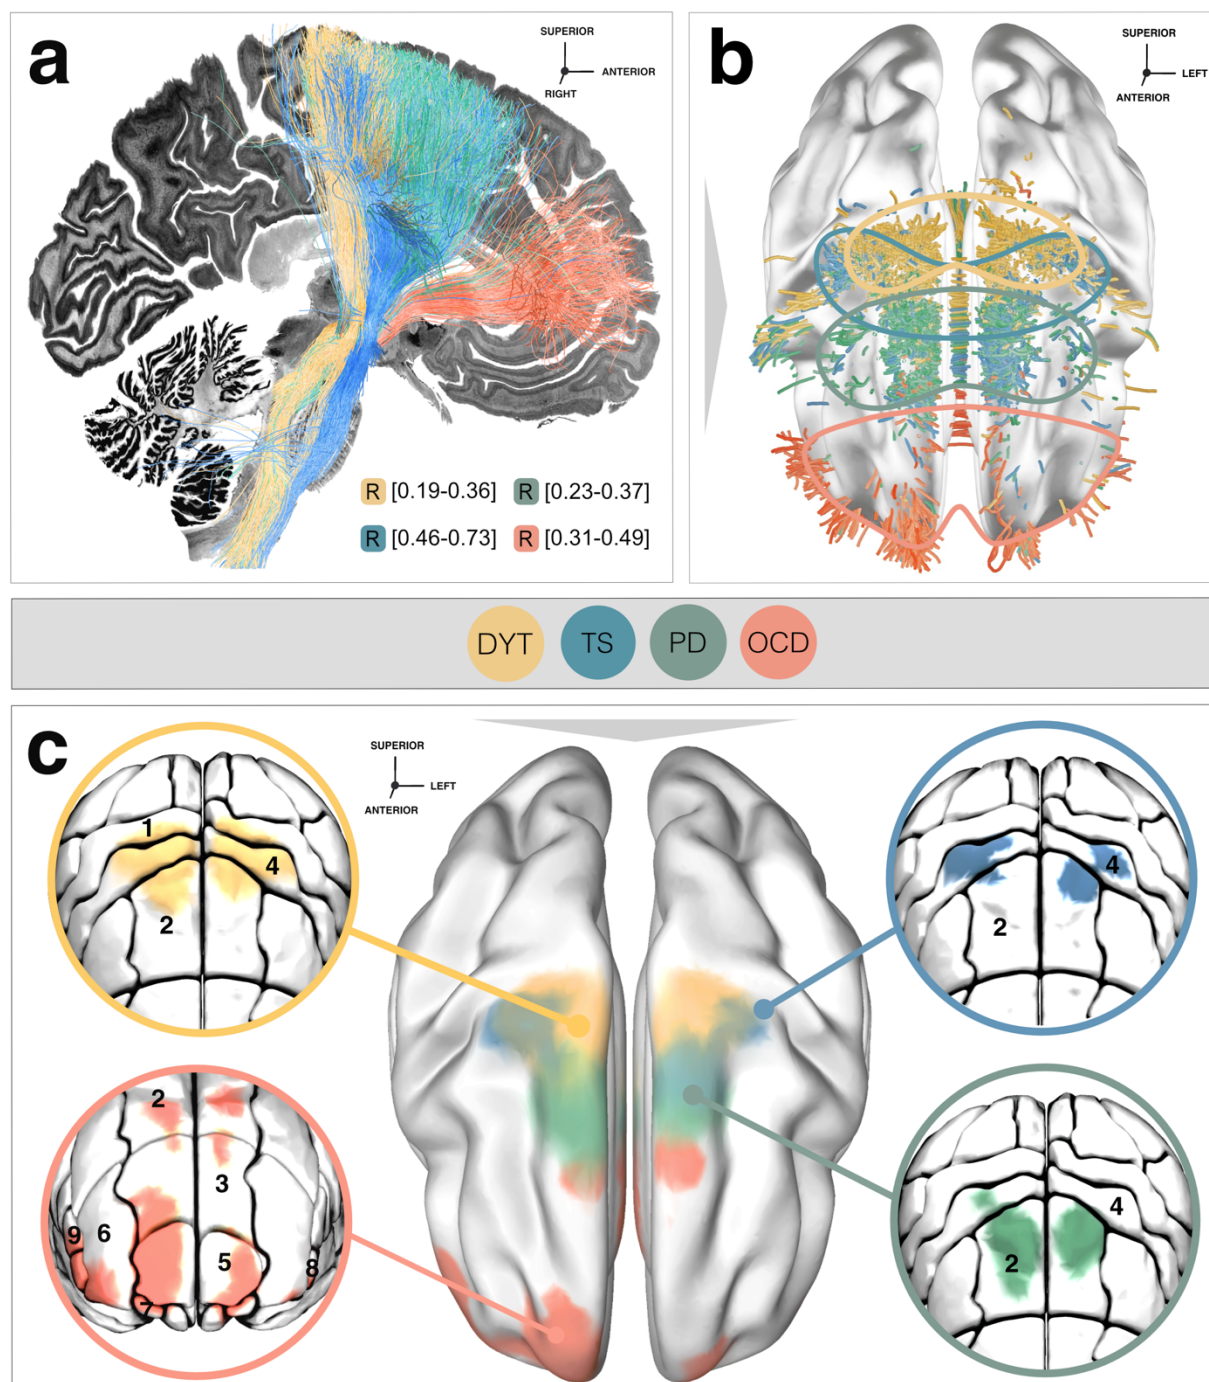 a
SUPERIOR
ANTERIOR
RIGHT
R [0.19-0.36] R [0.23-0.37]
R [0.46-0.73] R [0.31-0.49]
b
SUPERIOR
LEFT
ANTERIOR
DYT TS PD OCD
c
SUPERIOR
LEFT
ANTERIOR
1
4
2
4
2
2
3
6
9
5
8
7
4
2